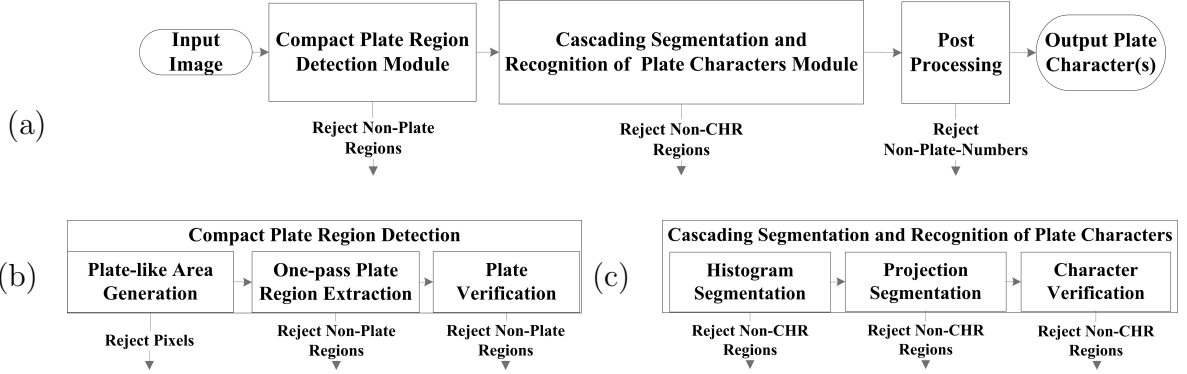 Input
Image
Compact Plate Region
Detection Module
Cascading Segmentation and
Recognition of Plate Characters Module
Post
Processing
Output Plate
Character(s)
(a)
Reject Non-Plate
Regions
Reject Non-CHR
Regions
Reject
Non-Plate-Numbers
(b)
Compact Plate Region Detection
Plate-like Area
Generation
One-pass Plate
Region Extraction
Plate
Verification
Reject Pixels
Reject Non-Plate
Regions
Reject Non-Plate
Regions
(c)
Cascading Segmentation and Recognition of Plate Characters
Histogram
Segmentation
Projection
Segmentation
Character
Verification
Reject Non-CHR
Regions
Reject Non-CHR
Regions
Reject Non-CHR
Regions